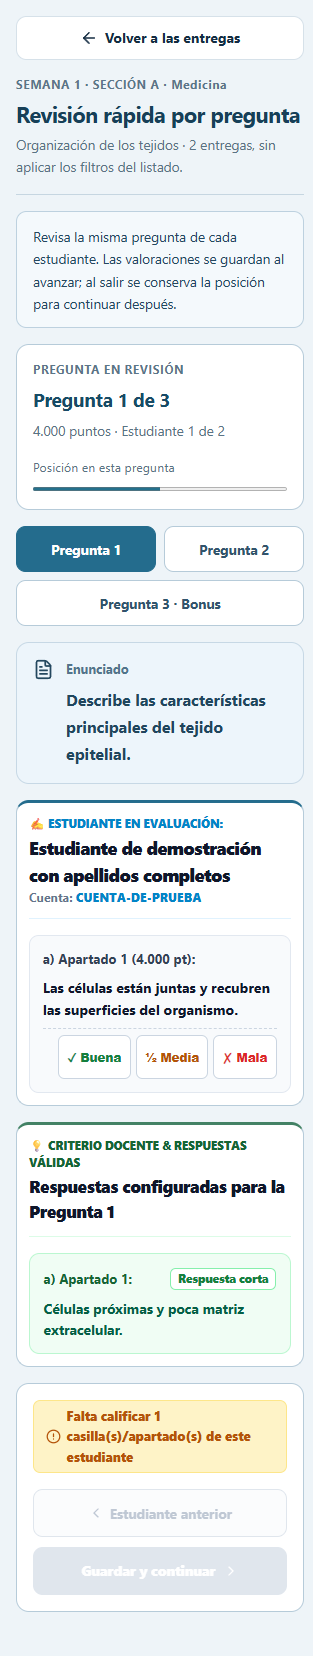 Volver a las entregas
SEMANA 1 · SECCIÓN A · Medicina
Revisión rápida por pregunta
Organización de los tejidos · 2 entregas, sin
aplicar los filtros del listado.
Revisa la misma pregunta de cada
estudiante. Las valoraciones se guardan al
avanzar; al salir se conserva la posición
para continuar después.
PREGUNTA EN REVISIÓN
Pregunta 1 de 3
4.000 puntos · Estudiante 1 de 2
Posición en esta pregunta
Pregunta 1
Pregunta 2
Pregunta 3 · Bonus
Enunciado
Describe las características
principales del tejido
epitelial.
✍️ ESTUDIANTE EN EVALUACIÓN:
Estudiante de demostración
con apellidos completos
Cuenta: CUENTA-DE-PRUEBA
a) Apartado 1 (4.000 pt):
Las células están juntas y recubren
las superficies del organismo.
✓ Buena
½ Media
✗ Mala
💡 CRITERIO DOCENTE & RESPUESTAS
VÁLIDAS
Respuestas configuradas para la
Pregunta 1
a) Apartado 1:
Respuesta corta
Células próximas y poca matriz
extracelular.
Falta calificar 1
casilla(s)/apartado(s) de este
estudiante
Estudiante anterior
Guardar y continuar